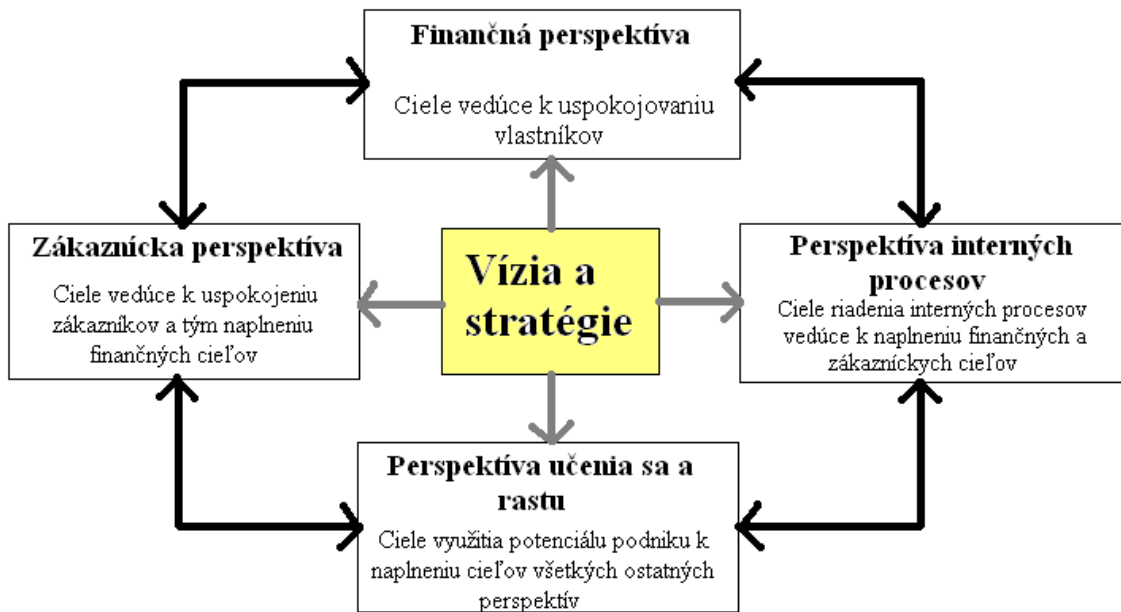 Finančná perspektíva
Ciele vedúce k uspokojovaniu
vlastníkov
Zákaznícka perspektíva
Ciele vedúce k uspokojeniu
zákazníkov a tým naplneniu
finančných cieľov
Vízia a
stratégie
Perspektíva interných
procesov
Ciele riadenia interných procesov
vedúce k naplneniu finančných a
zákazníckych cieľov
Perspektíva učenia sa a
rastu
Ciele využitia potenciálu podniku k
naplneniu cieľov všetkých ostatných
perspektív